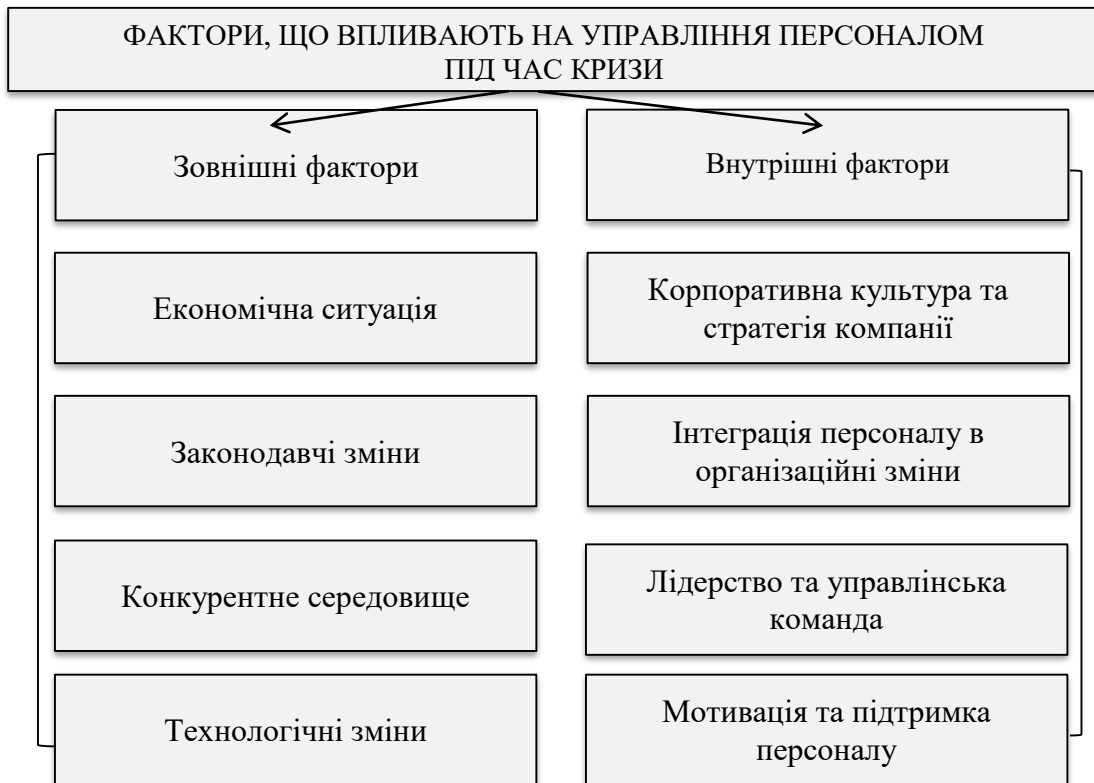 ФАКТОРИ, ЩО ВПЛИВАЮТЬ НА УПРАВЛІННЯ ПЕРСОНАЛОМ
ПІД ЧАС КРИЗИ
Зовнішні фактори
Економічна ситуація
Законодавчі зміни
Конкурентне середовище
Технологічні зміни
Внутрішні фактори
Корпоративна культура та
стратегія компанії
Інтеграція персоналу в
організаційні зміни
Лідерство та управлінська
команда
Мотивація та підтримка
персоналу